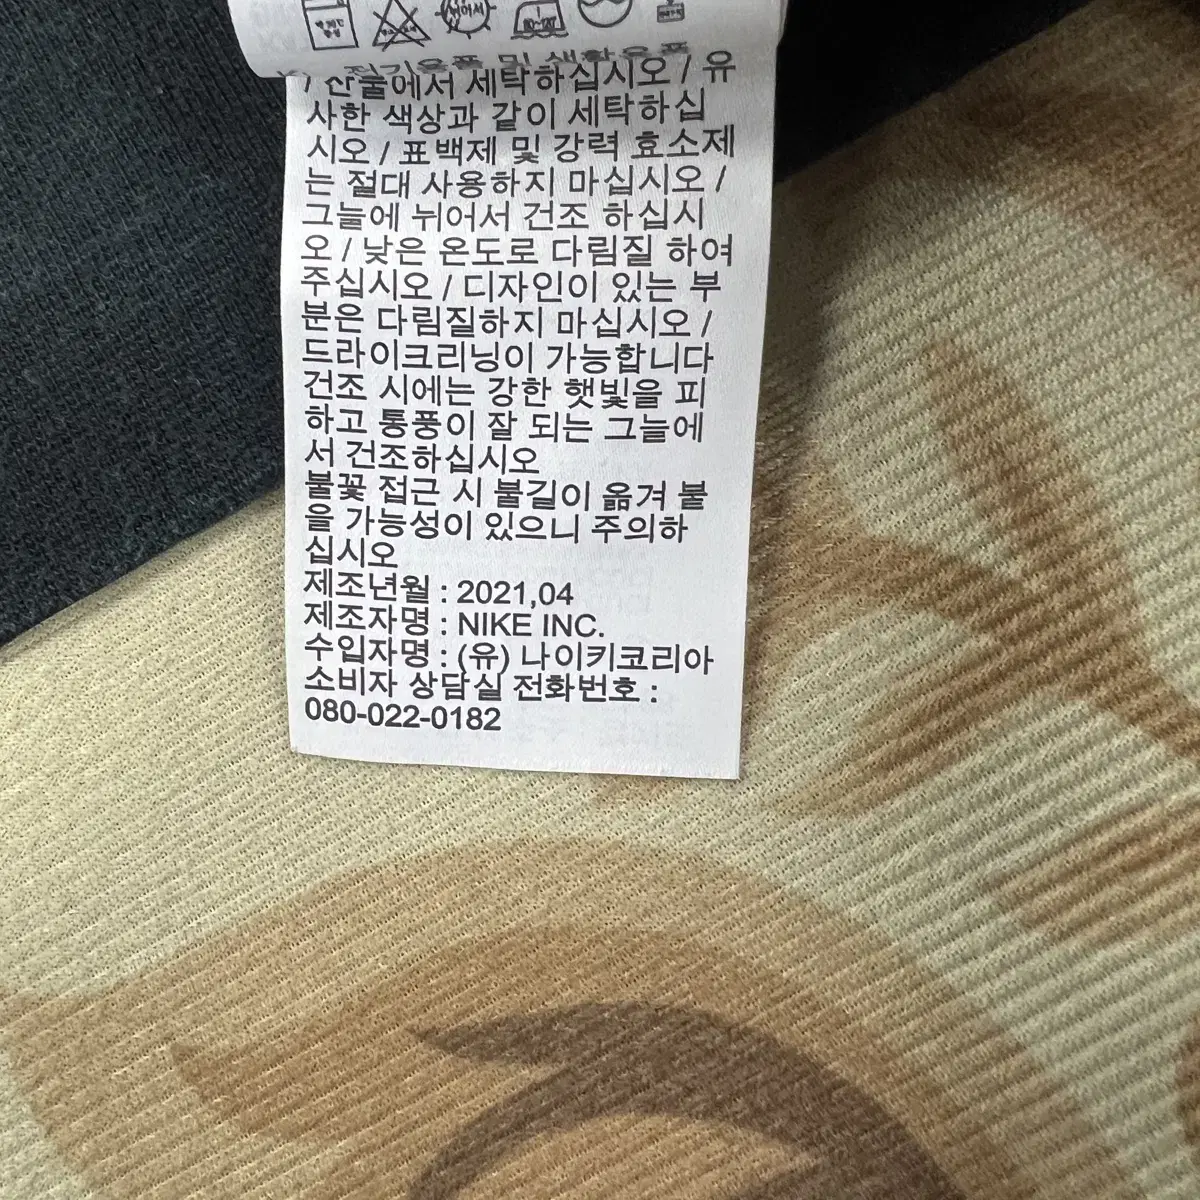 뉘어서
80~120
/ 찬물에서 세탁하십시오 / 유
사한 색상과 같이 세탁하십
시오 / 표백제 및 강력 효소제
는 절대 사용하지 마십시오 /
그늘에 뉘어서 건조 하십시
오 / 낮은 온도로 다림질 하여
주십시오 / 디자인이 있는 부
분은 다림질하지 마십시오 /
드라이크리닝이 가능합니다
건조 시에는 강한 햇빛을 피
하고 통풍이 잘 되는 그늘에
서 건조하십시오
불꽃 접근 시 불길이 옮겨 붙
을 가능성이 있으니 주의하
십시오
제조년월 : 2021,04
제조자명 : NIKE INC.
수입자명 : (유) 나이키코리아
소비자 상담실 전화번호 :
080-022-0182